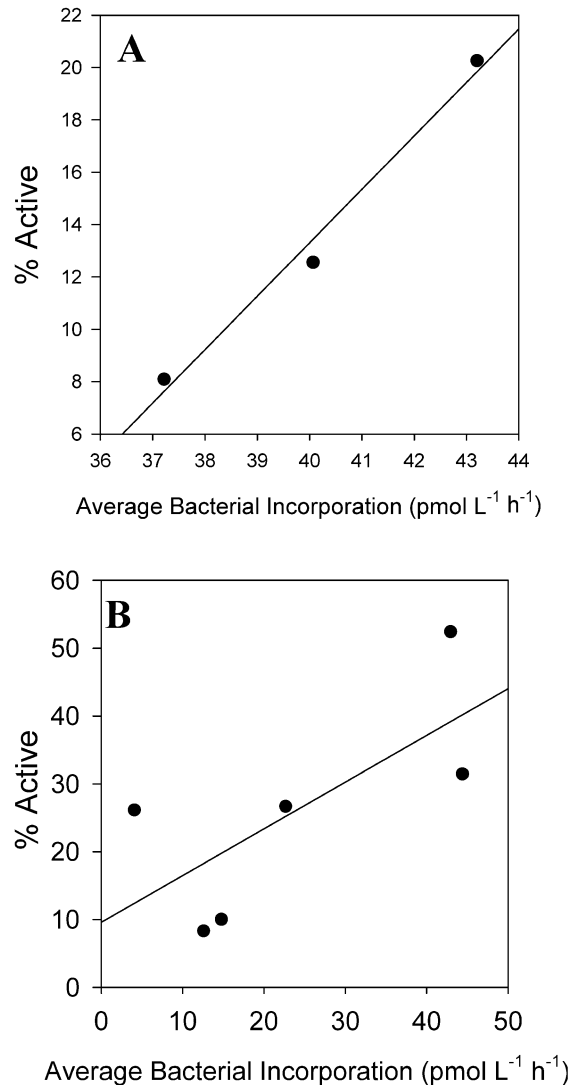 A
% Active
22
20
18
16
14
12
10
8
6
36 37 38 39 40 41 42 43 44
Average Bacterial Incorporation (pmol L⁻¹ h⁻¹)
B
% Active
60
50
40
30
20
10
0
0 10 20 30 40 50
Average Bacterial Incorporation (pmol L⁻¹ h⁻¹)